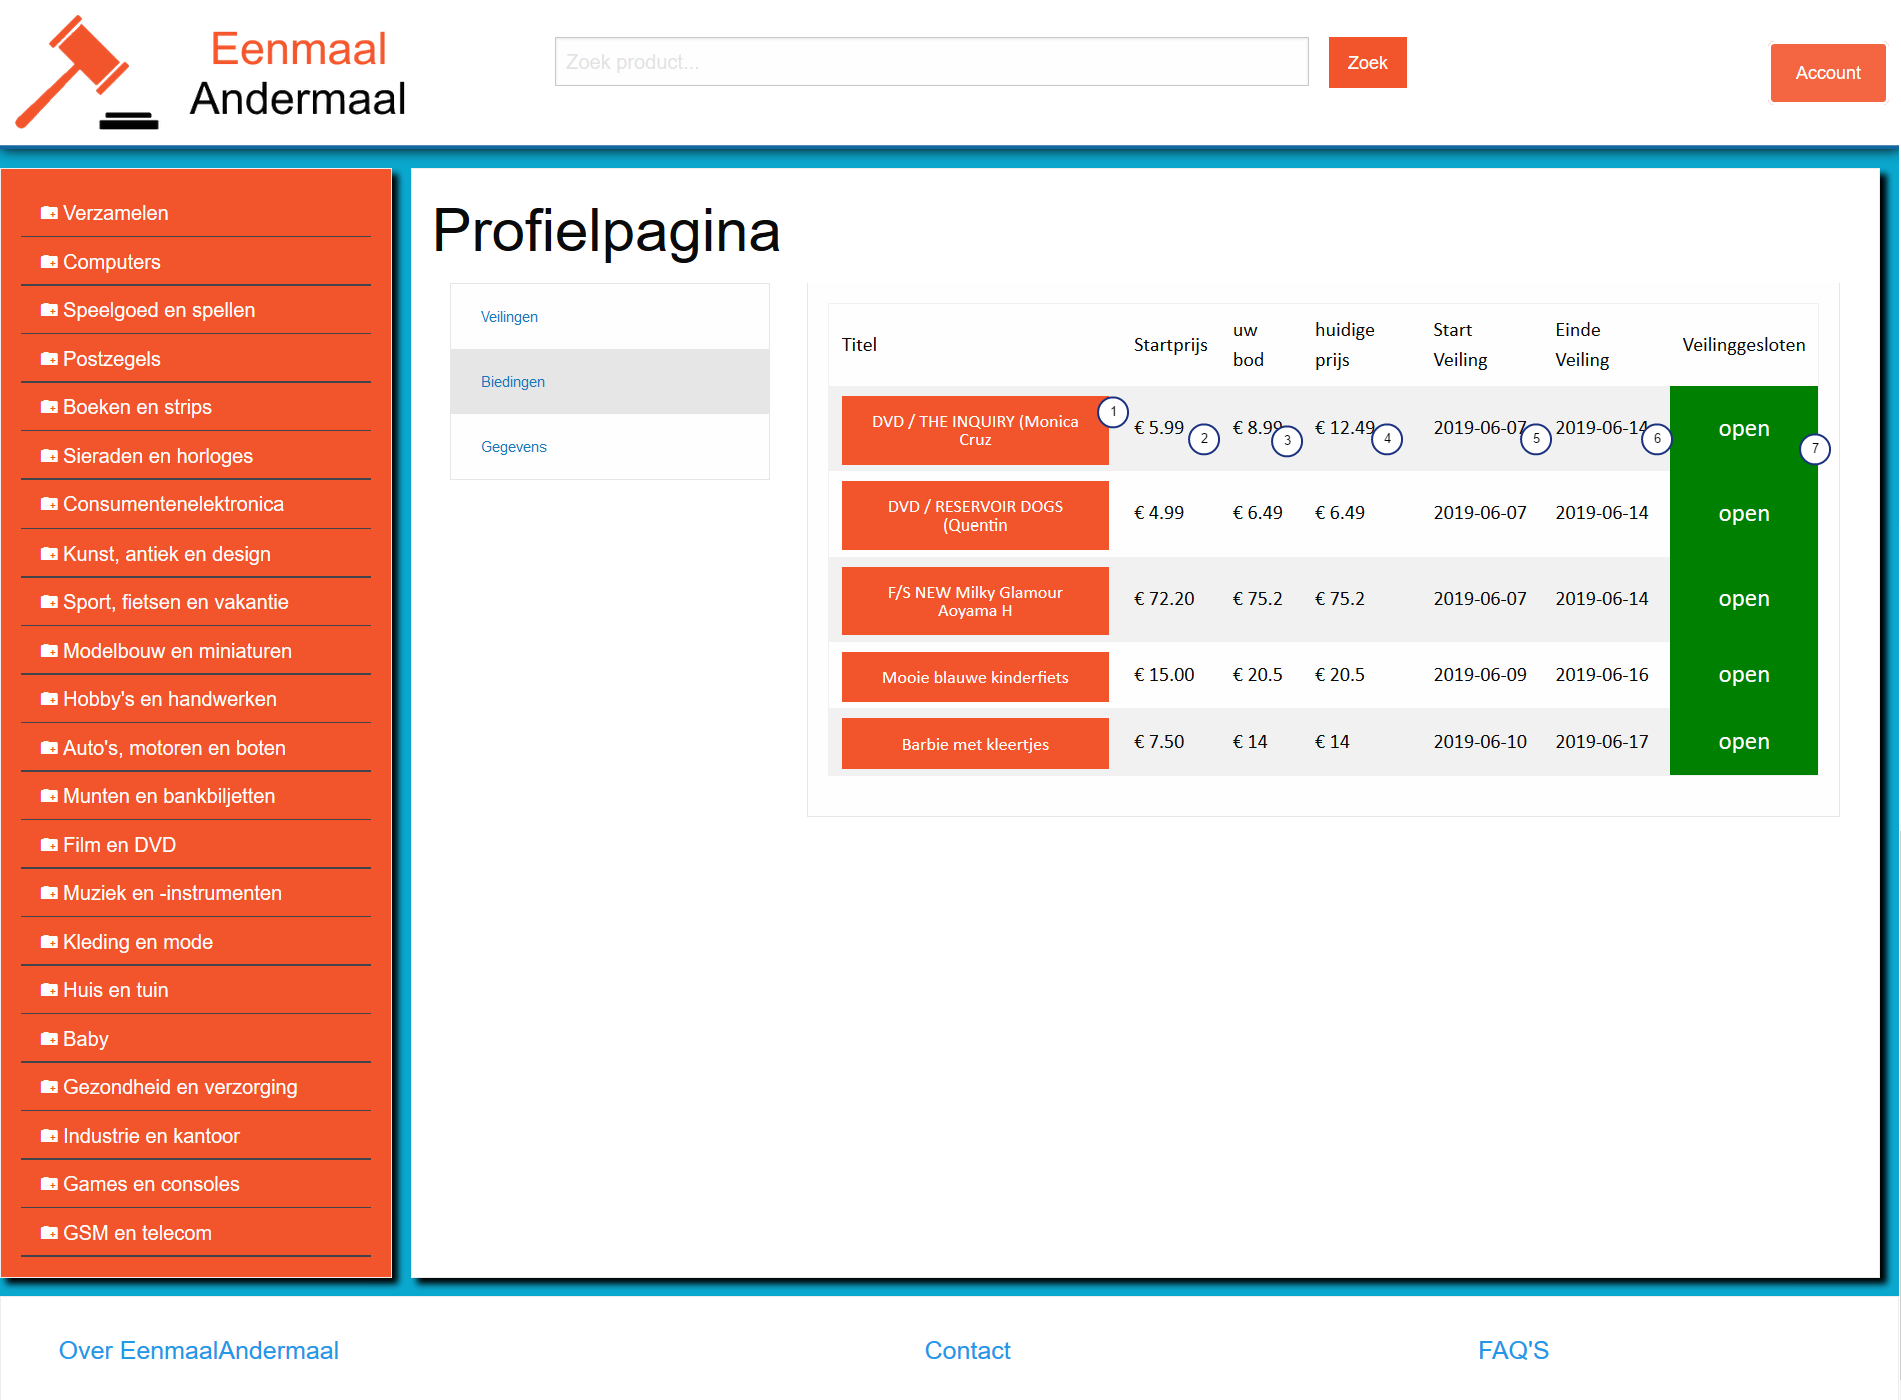 Eenmaal
Andermaal
Zoek product...
Zoek
Account
Verzamelen
Computers
Speelgoed en spellen
Postzegels
Boeken en strips
Sieraden en horloges
Consumentenelektronica
Kunst, antiek en design
Sport, fietsen en vakantie
Modelbouw en miniaturen
Hobby's en handwerken
Auto's, motoren en boten
Munten en bankbiljetten
Film en DVD
Muziek en -instrumenten
Kleding en mode
Huis en tuin
Baby
Gezondheid en verzorging
Industrie en kantoor
Games en consoles
GSM en telecom
Profielpagina
Veilingen
Biedingen
Gegevens
Titel Startprijs uw bod huidige prijs Start Veiling Einde Veiling Veilinggesloten
DVD / THE INQUIRY (Monica
Cruz
1 € 5.99 2 € 8.99 3 € 12.49 4 2019-06-07 5 2019-06-14 6 open 7
DVD / RESERVOIR DOGS
(Quentin
€ 4.99 € 6.49 € 6.49 2019-06-07 2019-06-14 open
F/S NEW Milky Glamour
Aoyama H
€ 72.20 € 75.2 € 75.2 2019-06-07 2019-06-14 open
Mooie blauwe kinderfiets € 15.00 € 20.5 € 20.5 2019-06-09 2019-06-16 open
Barbie met kleertjes € 7.50 € 14 € 14 2019-06-10 2019-06-17 open
Over EenmaalAndermaal Contact FAQ'S